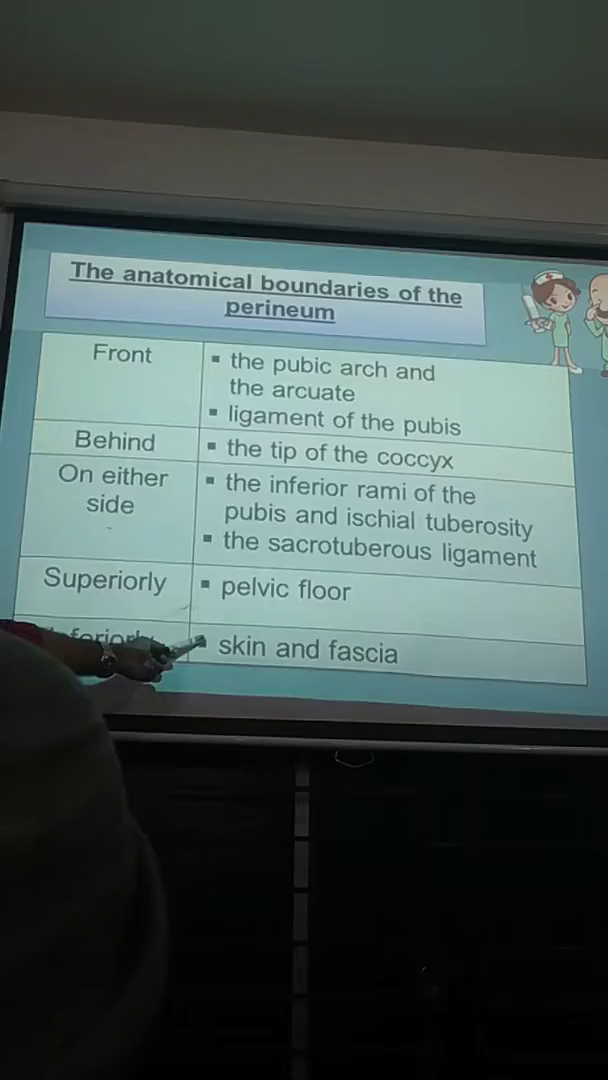 The anatomical boundaries of the
perineum
Front
▪ the pubic arch and
the arcuate
▪ ligament of the pubis
Behind
▪ the tip of the coccyx
On either
side
▪ the inferior rami of the
pubis and ischial tuberosity
▪ the sacrotuberous ligament
Superiorly
▪ pelvic floor
▪ skin and fascia